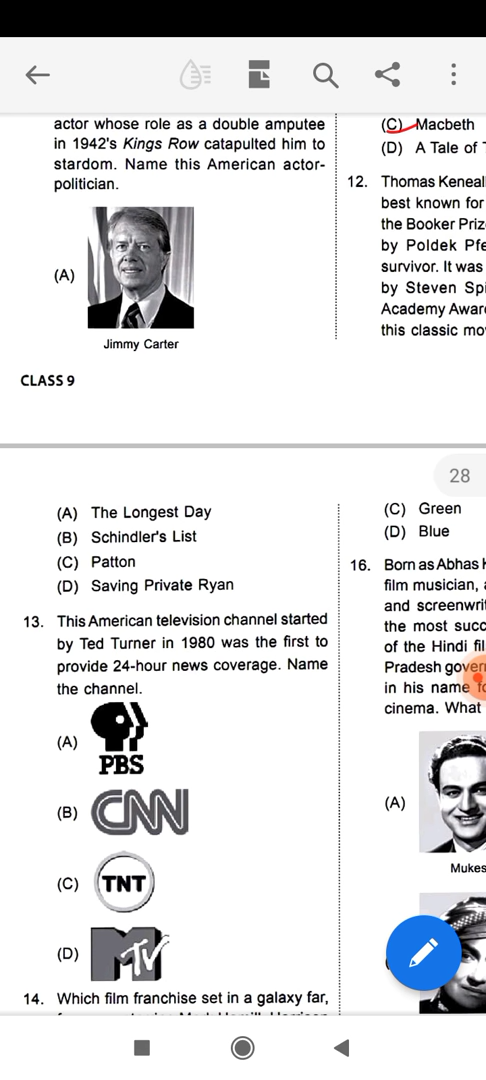 actor whose role as a double amputee
in 1942's Kings Row catapulted him to
stardom. Name this American actor-
politician.
(A)
Jimmy Carter
(C) Macbeth
(D) A Tale of
12. Thomas Keneal
best known for
the Booker Priz
by Poldek Pfe
survivor. It was
by Steven Spi
Academy Awar
this classic mo
CLASS 9
28
(A) The Longest Day
(B) Schindler's List
(C) Patton
(D) Saving Private Ryan
13. This American television channel started
by Ted Turner in 1980 was the first to
provide 24-hour news coverage. Name
the channel.
(A) PBS
(B) CNN
(C) TNT
(D) MTV
14. Which film franchise set in a galaxy far,
(C) Green
(D) Blue
16. Born as Abhas
film musician,
and screenwri
the most succ
of the Hindi fil
Pradesh gover
in his name
cinema. What
(A)
Mukes